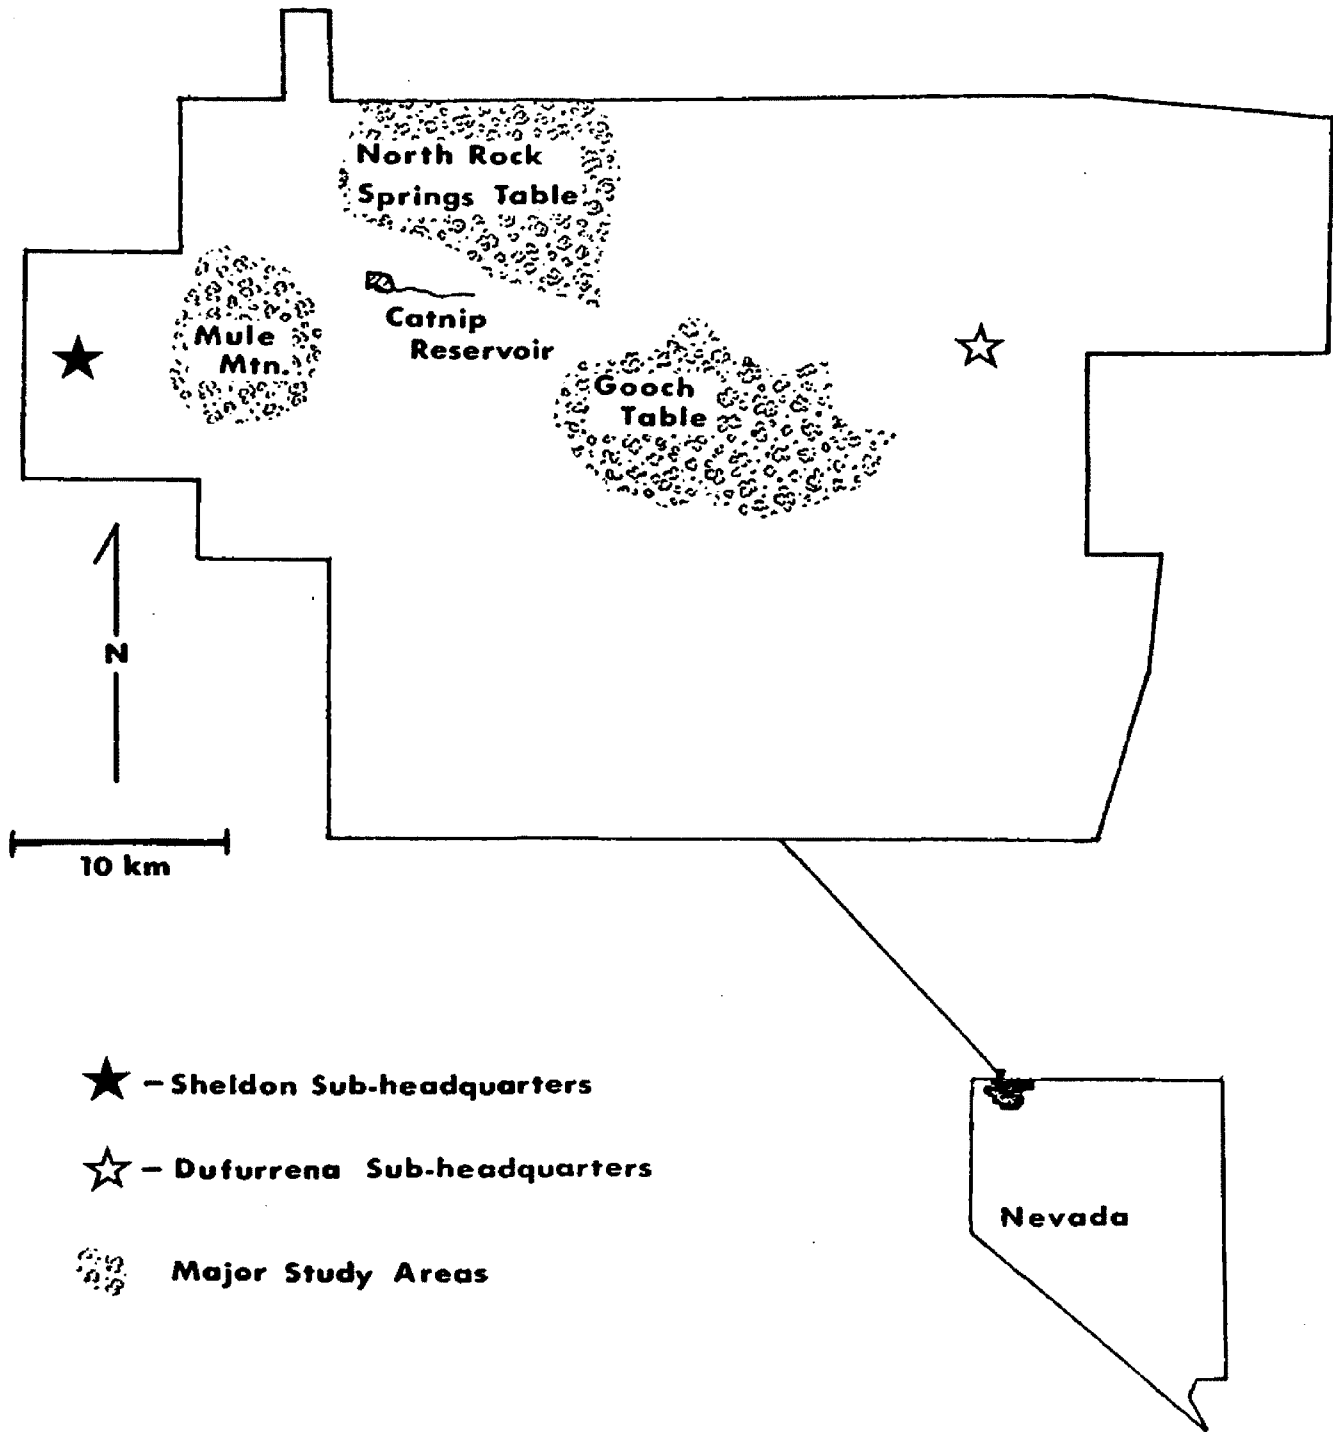 North Rock
Springs Table
Catnip
Reservoir
Mule
Mtn.
Gooch
Table
N
10 km
- Sheldon Sub-headquarters
- Dufurrena Sub-headquarters
Major Study Areas
Nevada